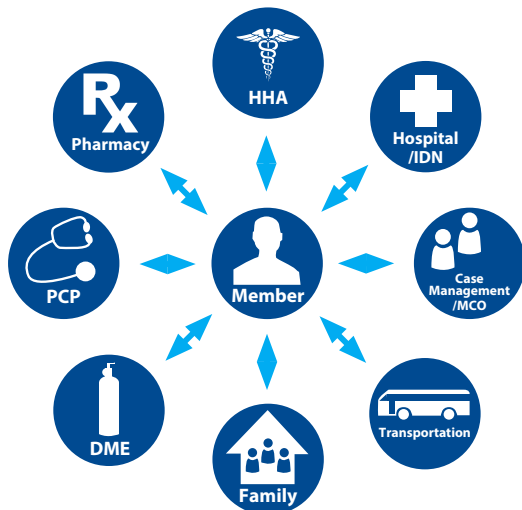 HHA
Rx
Pharmacy
Hospital
/IDN
PCP
Member
Case
Management
/MCO
DME
Transportation
Family